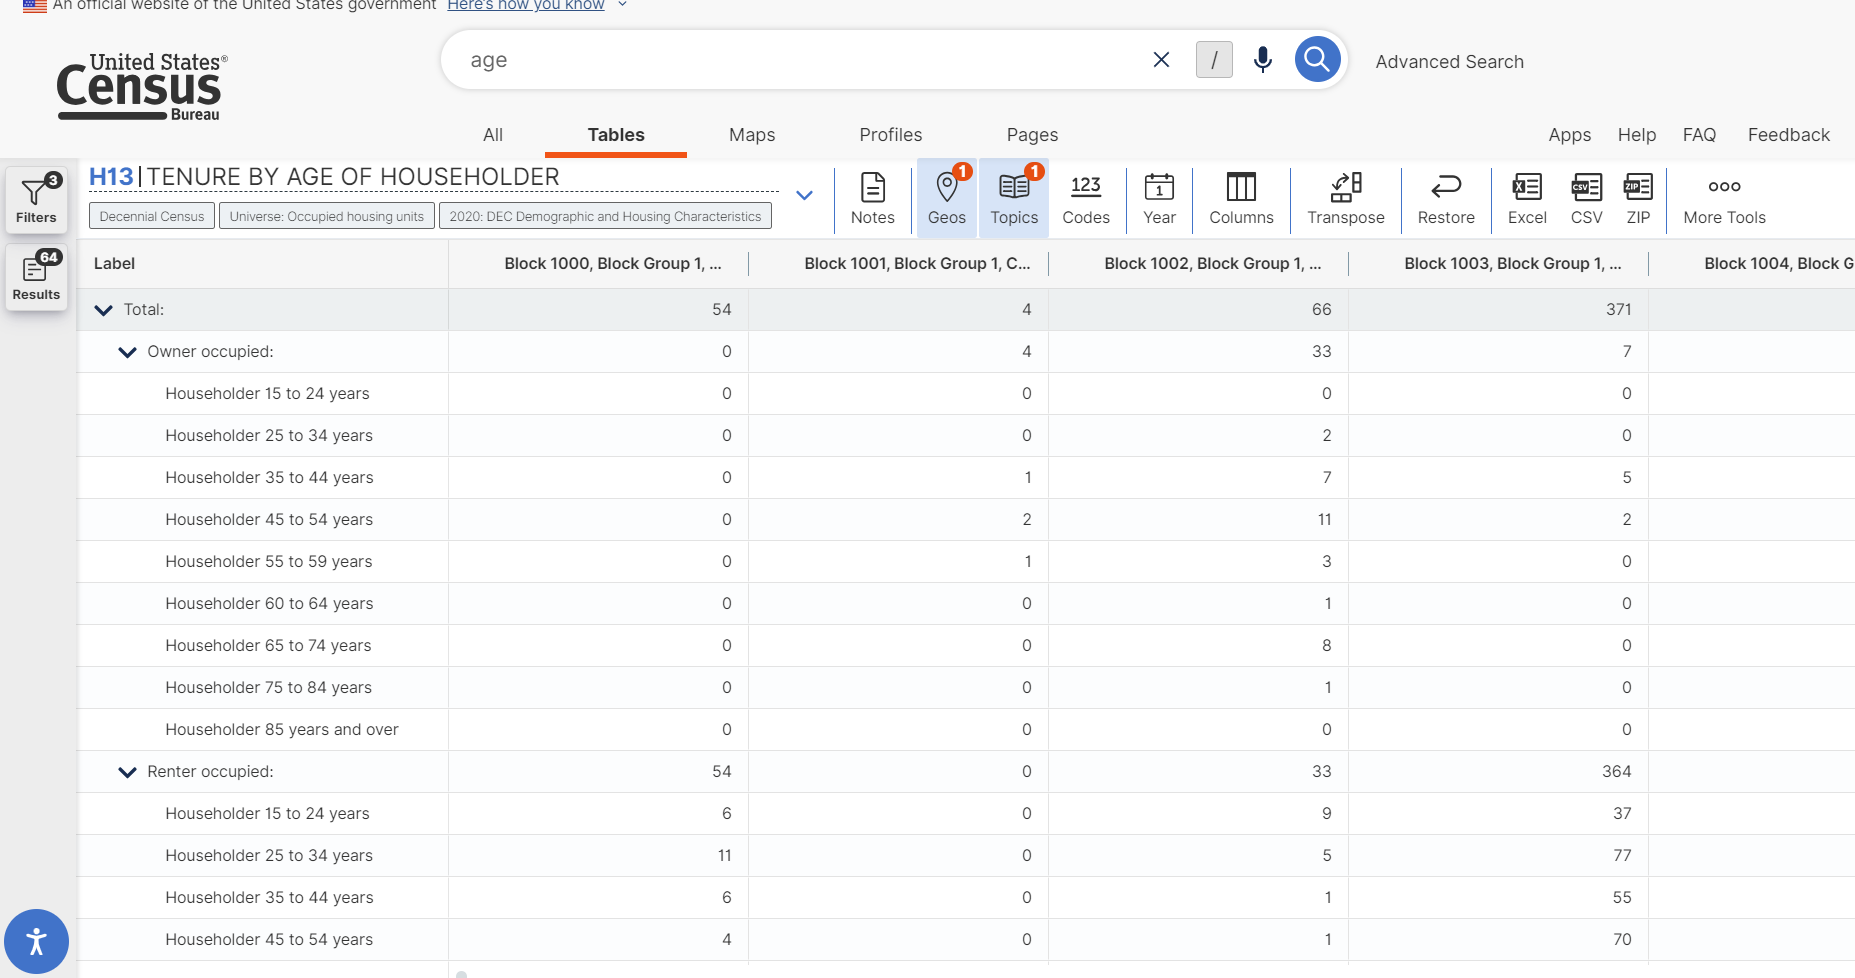 An official website of the United States government Here's how you know
United States®
Census
Bureau
age
/
Advanced Search
All Tables Maps Profiles Pages
Apps Help FAQ Feedback
3
Filters
64
Results
H13 | TENURE BY AGE OF HOUSEHOLDER
Decennial Census Universe: Occupied housing units 2020: DEC Demographic and Housing Characteristics
Notes
1
Geos
1
Topics
123
Codes
1
Year
Columns
Transpose
Restore
X
Excel
CSV
CSV
ZIP
ZIP
More Tools
Label Block 1000, Block Group 1, ... Block 1001, Block Group 1, C... Block 1002, Block Group 1, ... Block 1003, Block Group 1, ... Block 1004, Block G
Total: 54 4 66 371
Owner occupied: 0 4 33 7
Householder 15 to 24 years 0 0 0 0
Householder 25 to 34 years 0 0 2 0
Householder 35 to 44 years 0 1 7 5
Householder 45 to 54 years 0 2 11 2
Householder 55 to 59 years 0 1 3 0
Householder 60 to 64 years 0 0 1 0
Householder 65 to 74 years 0 0 8 0
Householder 75 to 84 years 0 0 1 0
Householder 85 years and over 0 0 0 0
Renter occupied: 54 0 33 364
Householder 15 to 24 years 6 0 9 37
Householder 25 to 34 years 11 0 5 77
Householder 35 to 44 years 6 0 1 55
Householder 45 to 54 years 4 0 1 70